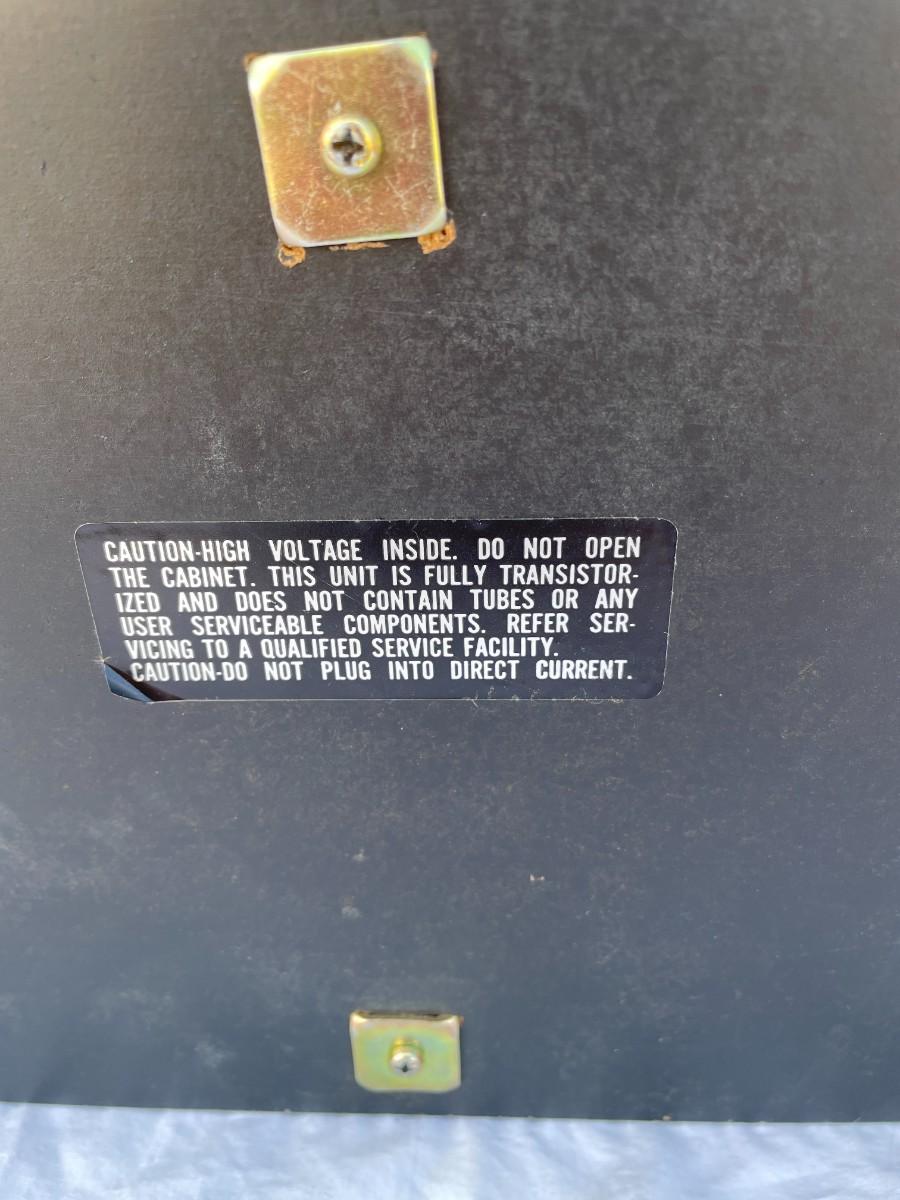 CAUTION-HIGH VOLTAGE INSIDE. DO NOT OPEN
THE CABINET. THIS UNIT IS FULLY TRANSISTOR-
IZED AND DOES NOT CONTAIN TUBES OR ANY
USER SERVICEABLE COMPONENTS. REFER SER-
VICING TO A QUALIFIED SERVICE FACILITY.
CAUTION-DO NOT PLUG INTO DIRECT CURRENT.